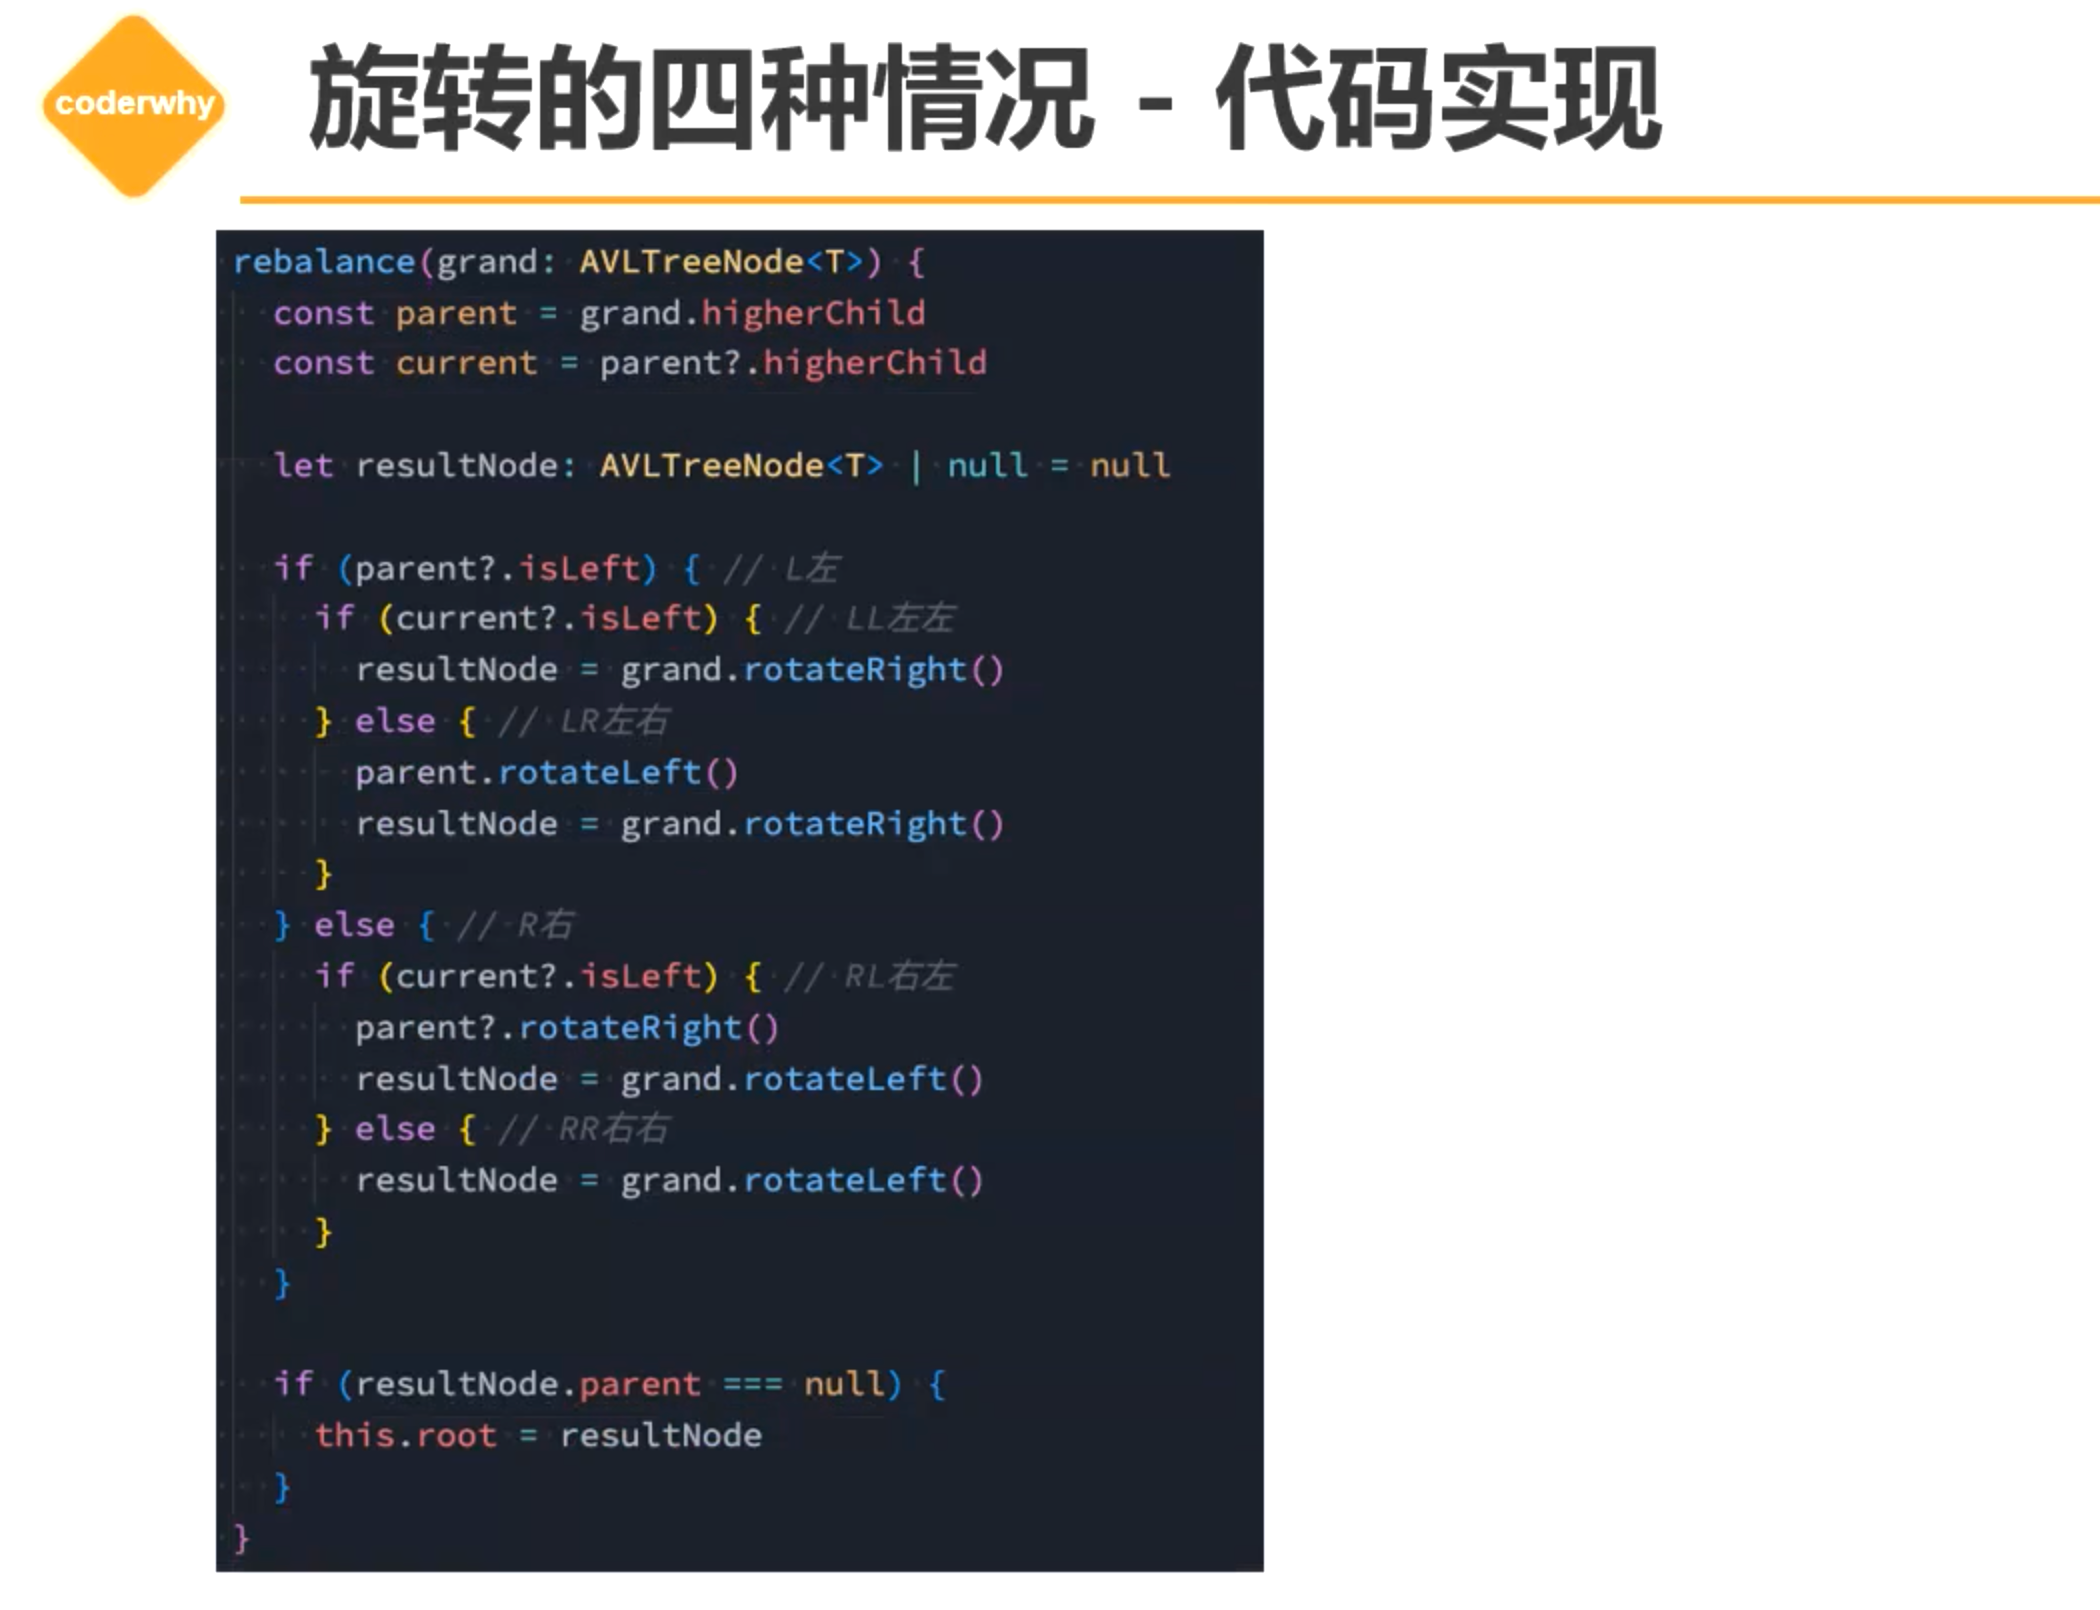 coderwhy
旋转的四种情况 - 代码实现
rebalance(grand: AVLTreeNode<T>) {
const parent = grand.higherChild
const current = parent?.higherChild
let resultNode: AVLTreeNode<T> | null = null
if (parent?.isLeft) { // L左
if (current?.isLeft) { // LL左左
resultNode = grand.rotateRight()
} else { // LR左右
parent.rotateLeft()
resultNode = grand.rotateRight()
}
} else { // R右
if (current?.isLeft) { // RL右左
parent?.rotateRight()
resultNode = grand.rotateLeft()
} else { // RR右右
resultNode = grand.rotateLeft()
}
}
if (resultNode.parent === null) {
this.root = resultNode
}
}